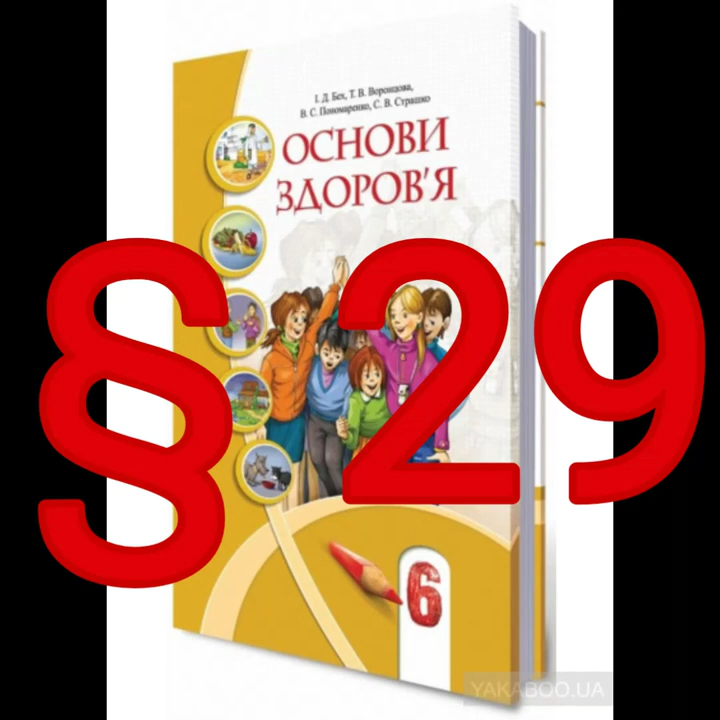 І. Д. Бех, Т. В. Воронцова,
В. С. Пономаренко, С. В. Страшко
ОСНОВИ
ЗДОРОВ'Я
§ 29
6
YAKABOO.UA